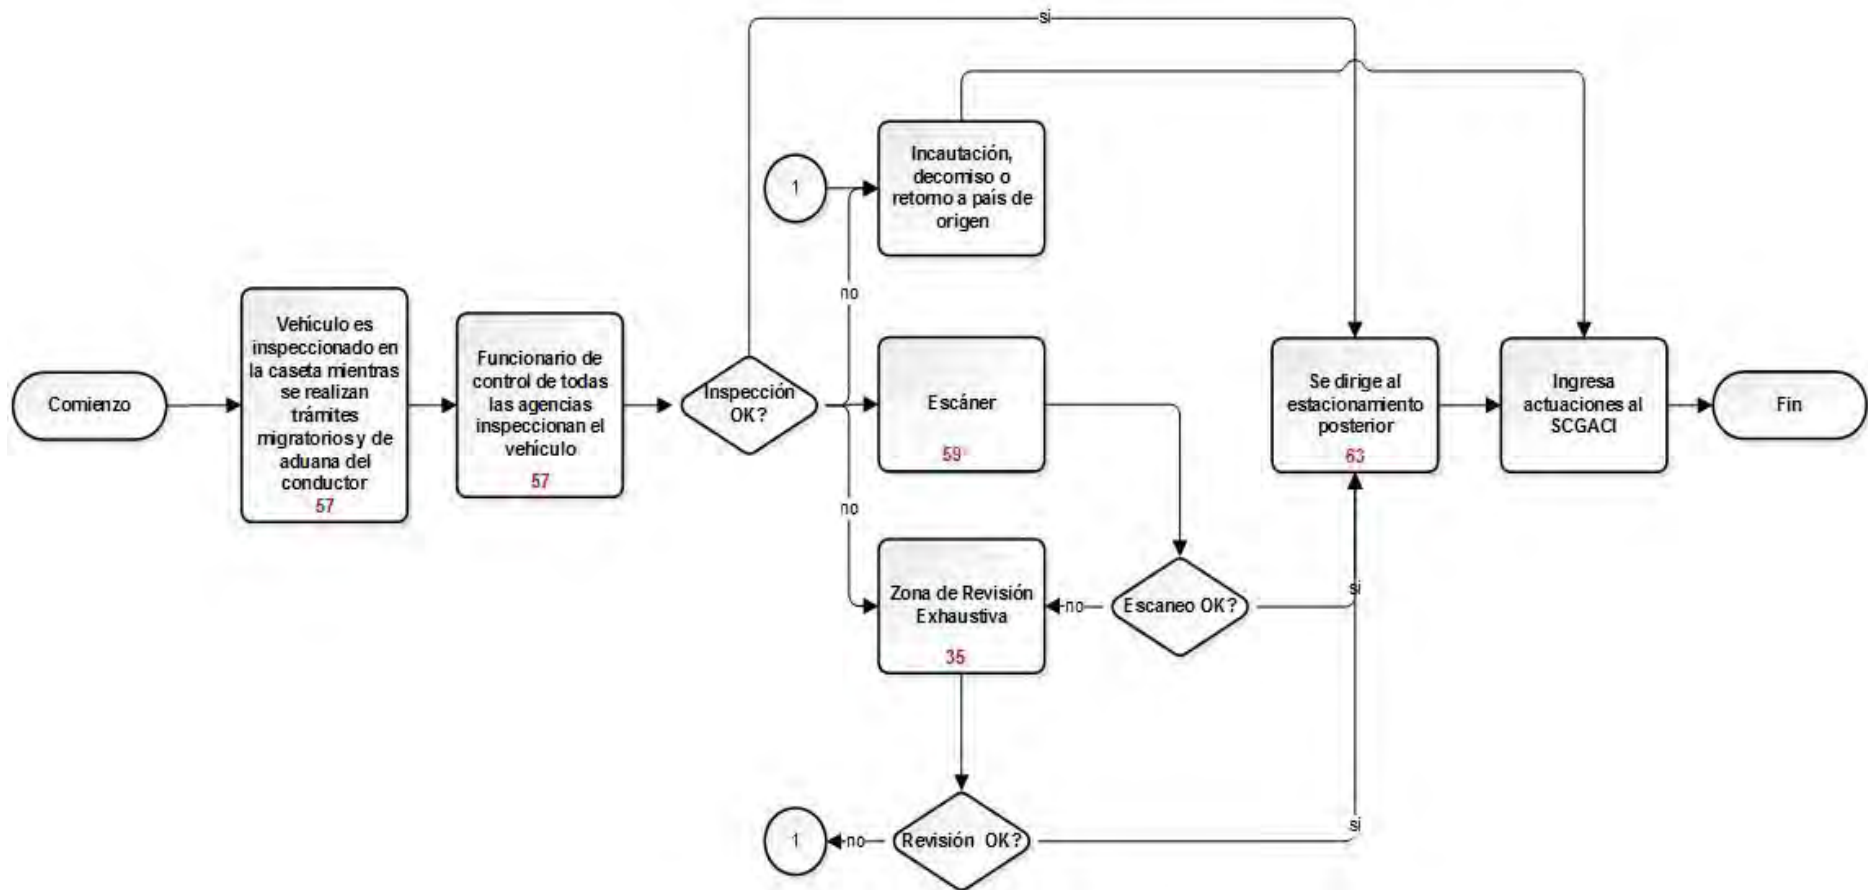 Comienzo
Vehículo es
inspeccionado en
la caseta mientras
se realizan
trámites
migratorios y de
aduana del
conductor
57
Funcionario de
control de todas
las agencias
inspeccionan el
vehículo
57
Inspección
OK?
si
1
Incautación,
decomiso o
retorno a país de
origen
no
Escáner
59
no
Zona de Revisión
Exhaustiva
35
no
Escaneo OK?
si
1
no
Revisión OK?
si
Se dirige al
estacionamiento
posterior
63
Ingresa
actuaciones al
SCGACI
Fin